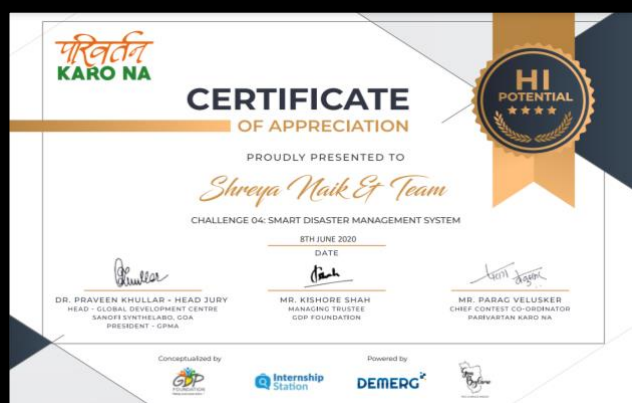 परिवर्तन
KARO NA
HI
POTENTIAL
CERTIFICATE
OF APPRECIATION
PROUDLY PRESENTED TO
Shreya Naik & Team
CHALLENGE 04: SMART DISASTER MANAGEMENT SYSTEM
8TH JUNE 2020
DATE
DR. PRAVEEN KHULLAR - HEAD JURY
HEAD - GLOBAL DEVELOPMENT CENTRE
SANOFI SYNTHELABO, GOA
PRESIDENT - GPMA
MR. KISHORE SHAH
MANAGING TRUSTEE
GDP FOUNDATION
MR. PARAG VELUSKER
CHIEF CONTEST CO-ORDINATOR
PARIVARTAN KARO NA
Conceptualized by
Powered by
GDP
FOUNDATION
Internship
Station
DEMERG